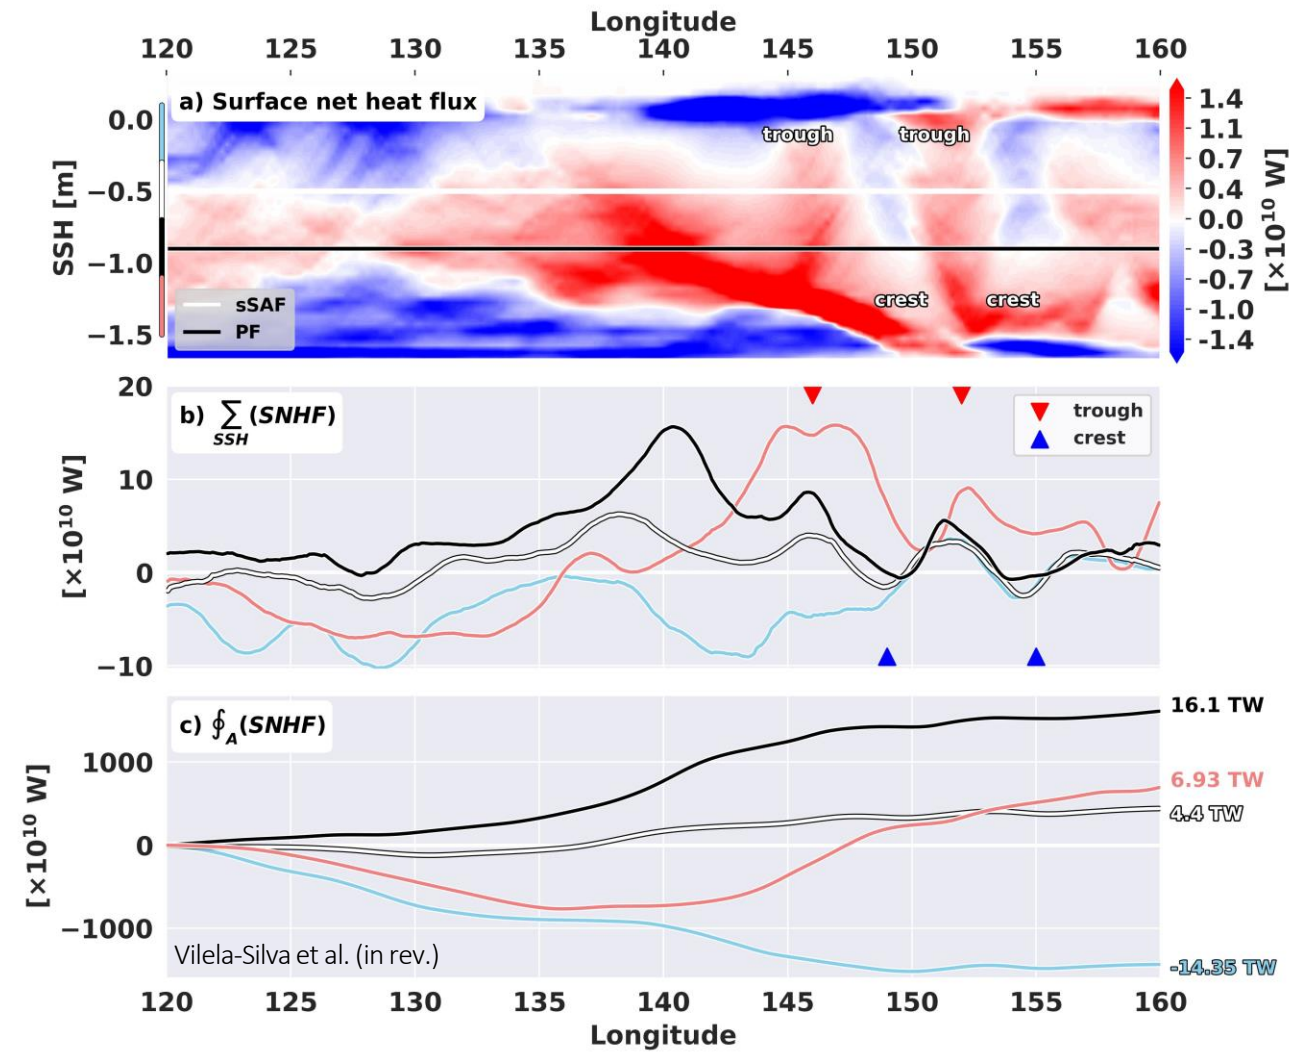 Longitude
120 125 130 135 140 145 150 155 160
a) Surface net heat flux
SSH [m]
0.0
−0.5
−1.0
−1.5
trough trough
crest crest
sSAF
PF
1.4
1.1
0.7
0.4
0.0
-0.3
-0.7
-1.0
-1.4
[×10¹⁰ W]
b) ∑ (SNHF)
SSH
[×10¹⁰ W]
20
10
0
−10
trough
crest
c) ∮A(SNHF)
[×10¹⁰ W]
1000
0
−1000
16.1 TW
6.93 TW
4.4 TW
-14.35 TW
Vilela-Silva et al. (in rev.)
120 125 130 135 140 145 150 155 160
Longitude